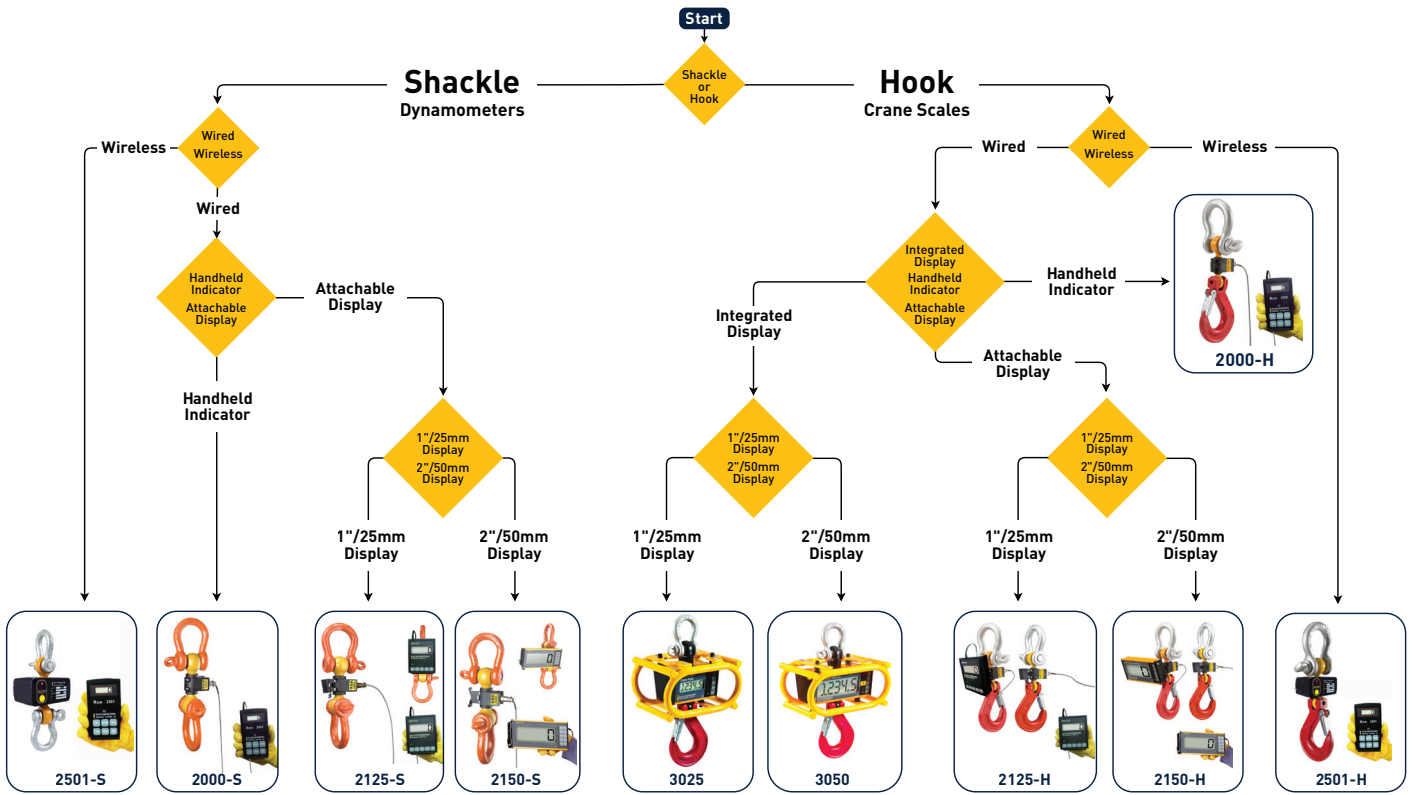 Start
Shackle
or
Hook
Shackle
Dynamometers
Hook
Crane Scales
Wired
Wireless
Wireless
Wired
Handheld
Indicator
Attachable
Display
Attachable
Display
Handheld
Indicator
1"/25mm
Display
2"/50mm
Display
1"/25mm
Display
2"/50mm
Display
Wired
Wireless
Wired
Wireless
Integrated
Display
Handheld
Indicator
Attachable
Display
Handheld
Indicator
2000-H
Integrated
Display
Attachable
Display
1"/25mm
Display
2"/50mm
Display
1"/25mm
Display
2"/50mm
Display
1"/25mm
Display
2"/50mm
Display
1"/25mm
Display
2"/50mm
Display
1234.5
1234.5
2501-S
2000-S
2125-S
2150-S
3025
3050
2125-H
2150-H
2501-H